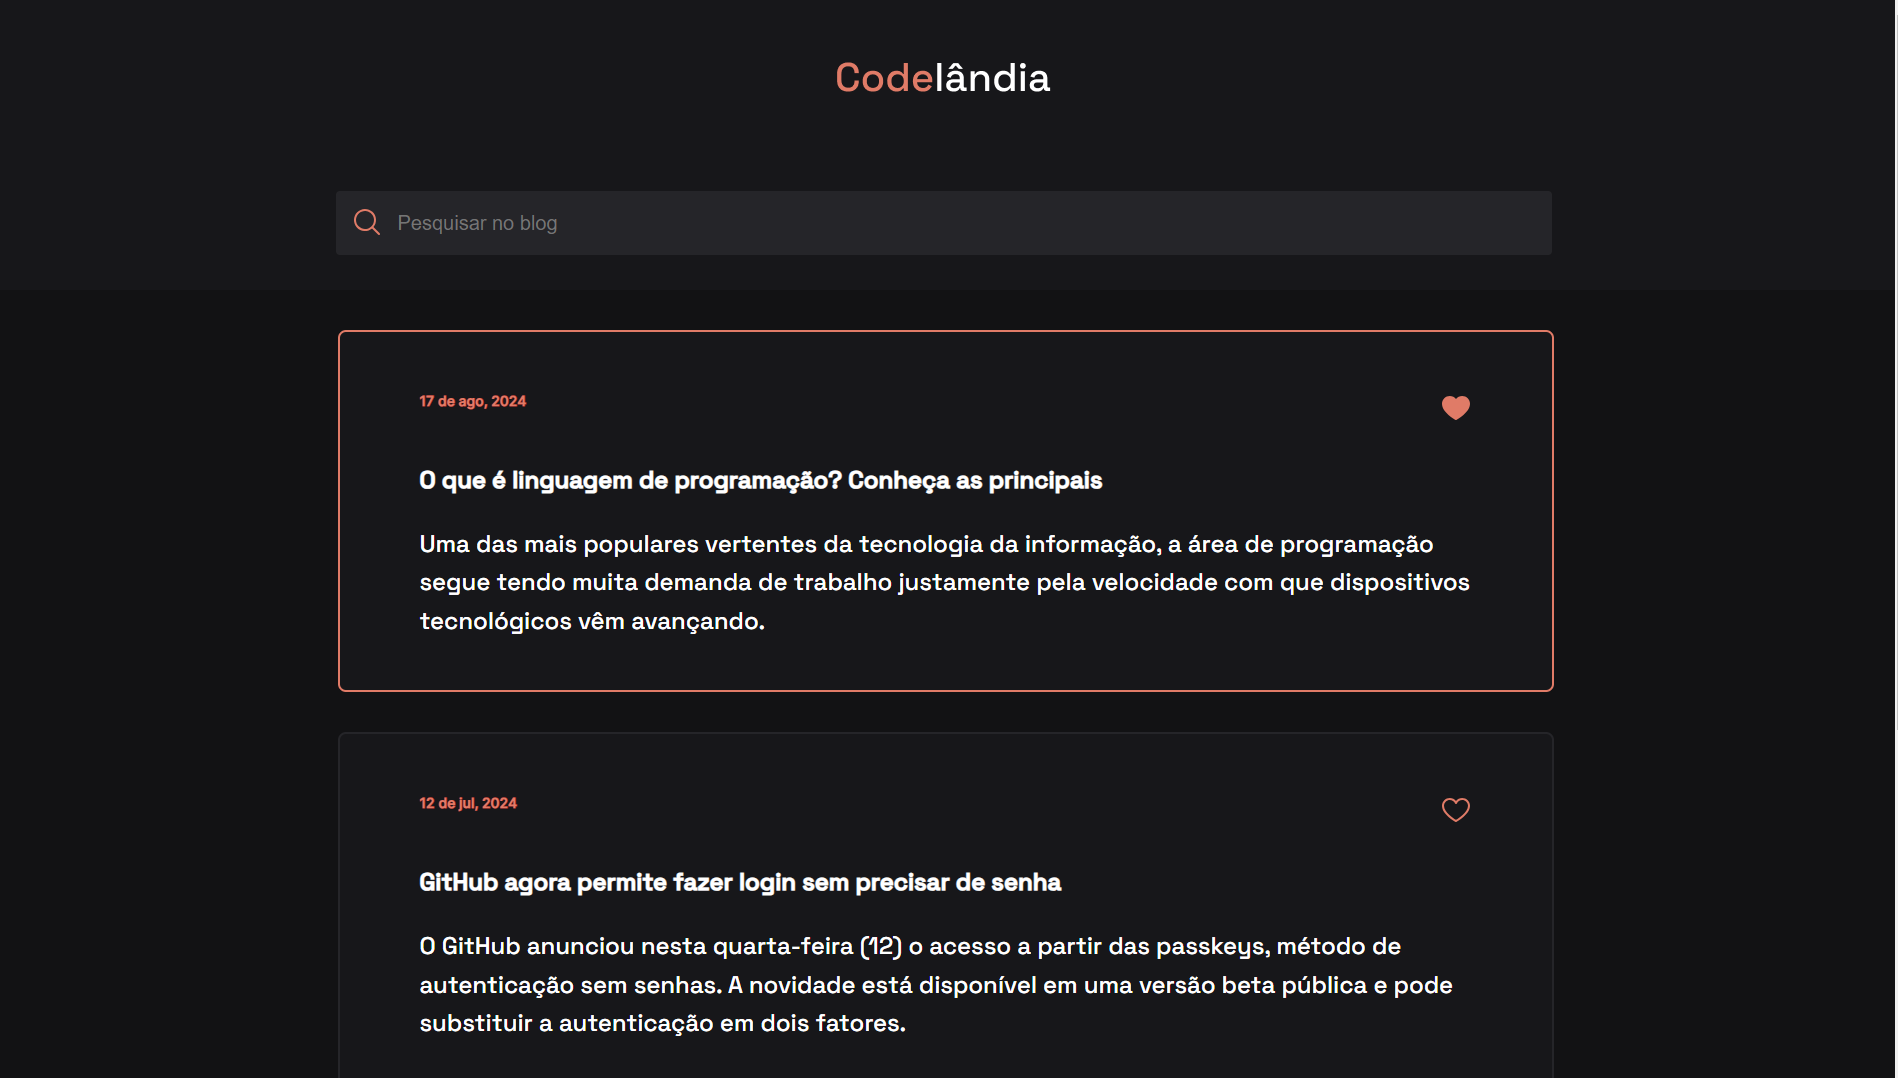 Codelândia
Pesquisar no blog
17 de ago, 2024
O que é linguagem de programação? Conheça as principais
Uma das mais populares vertentes da tecnologia da informação, a área de programação
segue tendo muita demanda de trabalho justamente pela velocidade com que dispositivos
tecnológicos vêm avançando.
12 de jul, 2024
GitHub agora permite fazer login sem precisar de senha
O GitHub anunciou nesta quarta-feira (12) o acesso a partir das passkeys, método de
autenticação sem senhas. A novidade está disponível em uma versão beta pública e pode
substituir a autenticação em dois fatores.